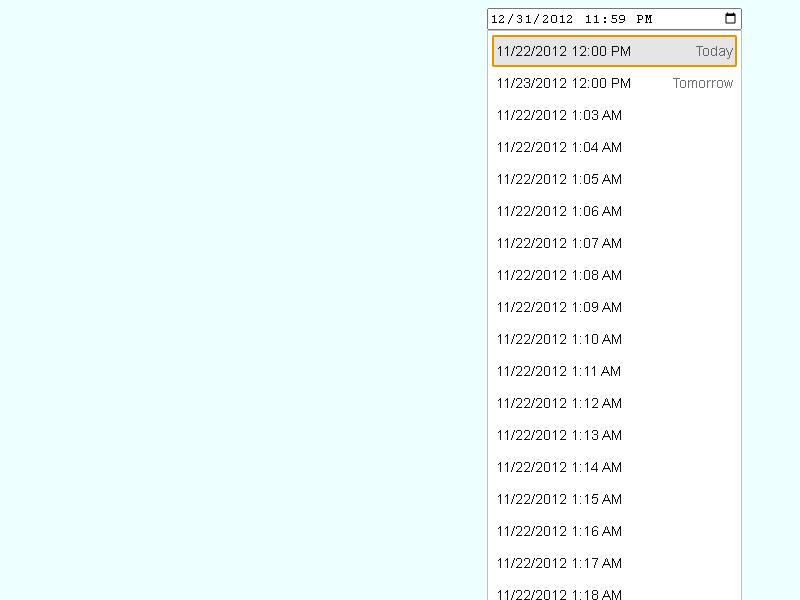 12/31/2012 11:59 PM
11/22/2012 12:00 PM Today
11/23/2012 12:00 PM Tomorrow
11/22/2012 1:03 AM
11/22/2012 1:04 AM
11/22/2012 1:05 AM
11/22/2012 1:06 AM
11/22/2012 1:07 AM
11/22/2012 1:08 AM
11/22/2012 1:09 AM
11/22/2012 1:10 AM
11/22/2012 1:11 AM
11/22/2012 1:12 AM
11/22/2012 1:13 AM
11/22/2012 1:14 AM
11/22/2012 1:15 AM
11/22/2012 1:16 AM
11/22/2012 1:17 AM
11/22/2012 1:18 AM